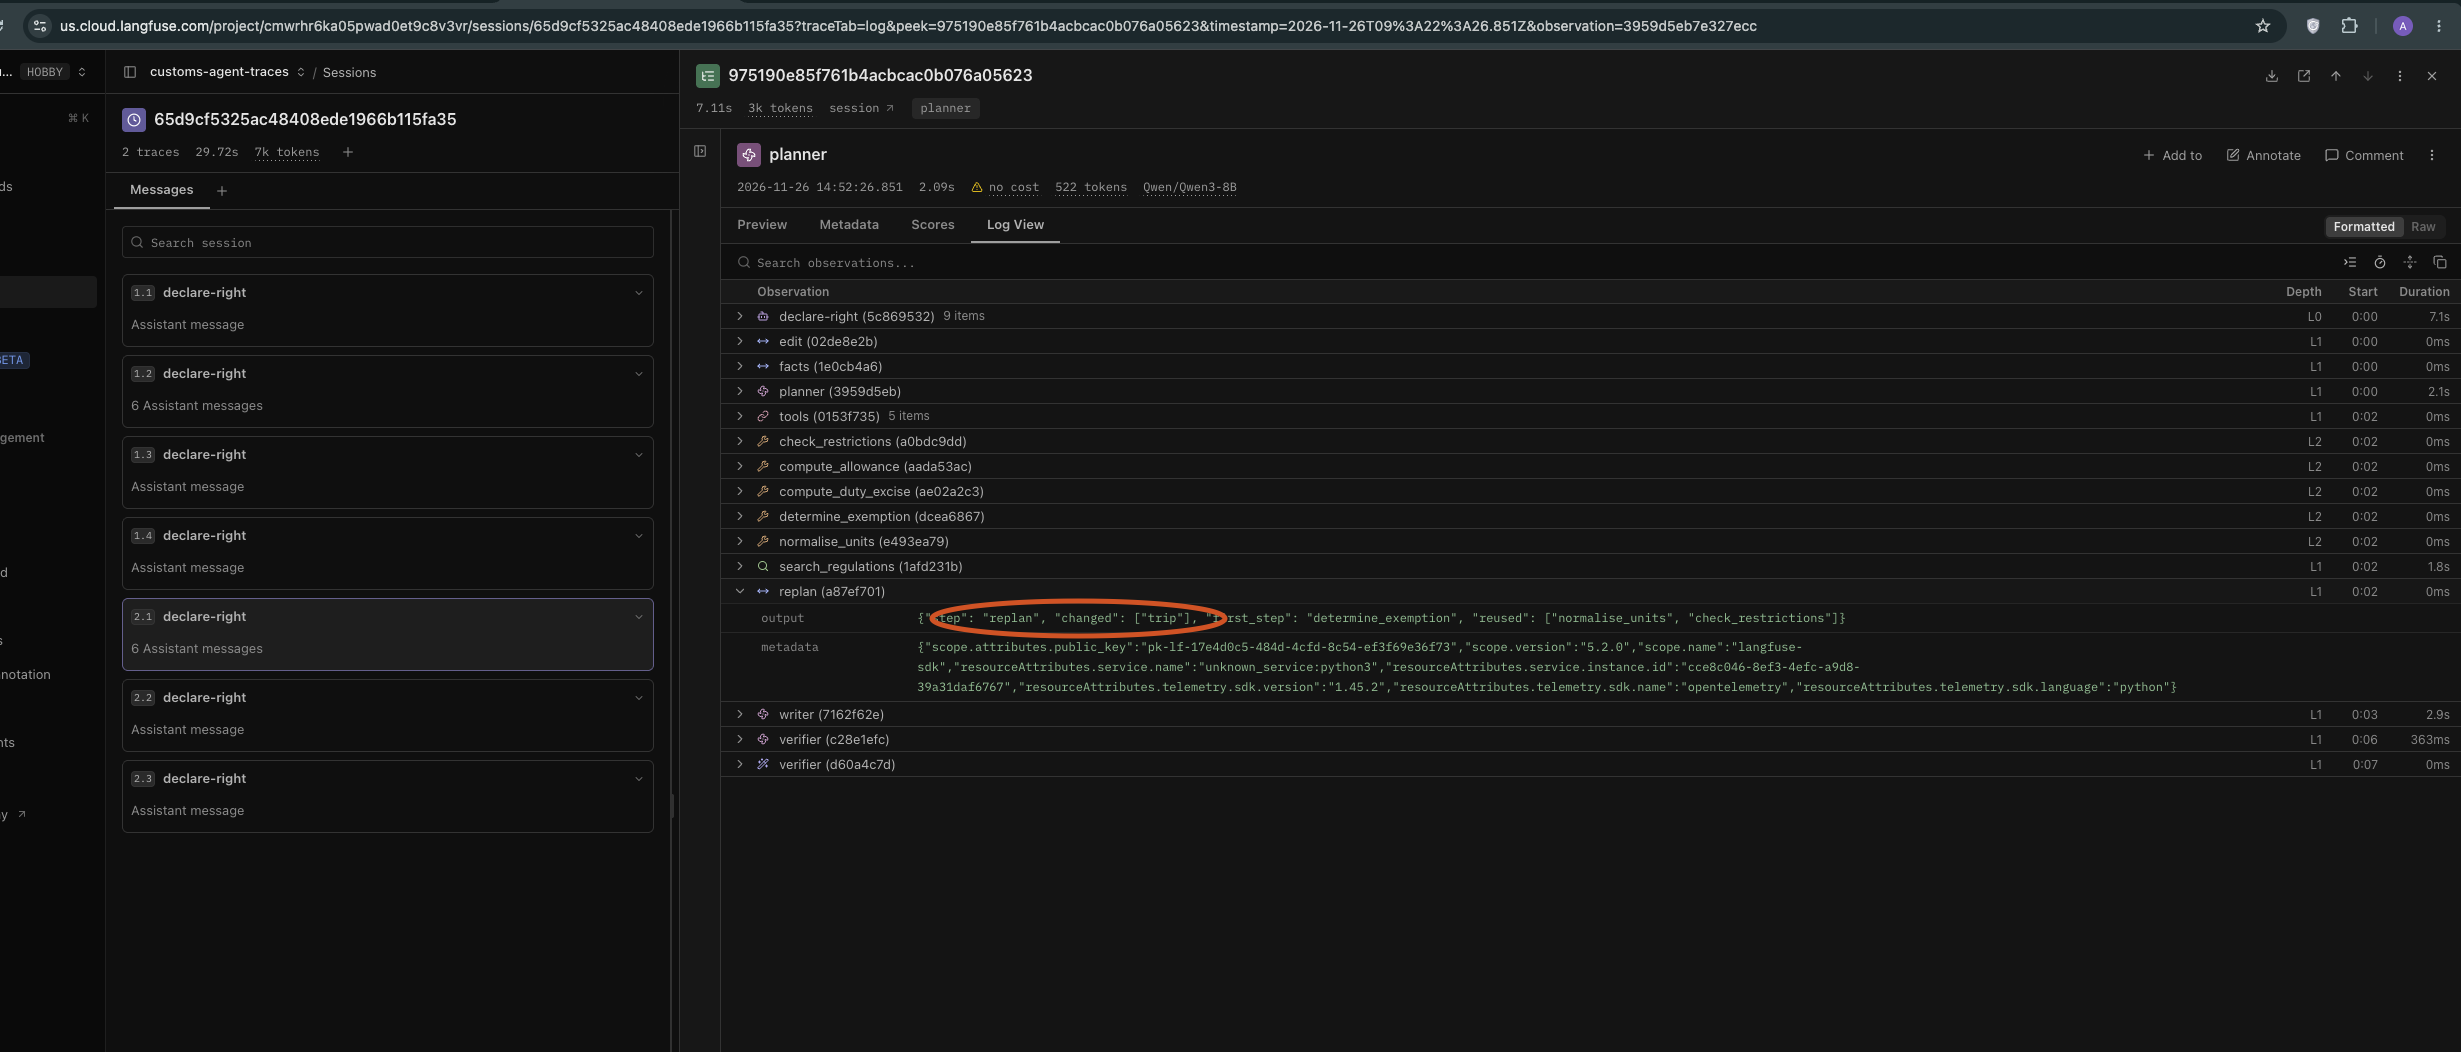 us.cloud.langfuse.com/project/cmwrhr6ka05pwad0et9c8v3vr/sessions/65d9cf5325ac48408ede1966b115fa35?traceTab=log&peek=975190e85f761b4acbcac0b076a05623&timestamp=2026-11-26T09%3A22%3A26.851Z&observation=3959d5eb7e327ecc
A
... HOBBY
⌘ K
ds
BETA
gement
d
s
notation
nts
y ↗
customs-agent-traces / Sessions
65d9cf5325ac48408ede1966b115fa35
2 traces 29.72s 7k tokens +
Messages +
Search session
1.1 declare-right
Assistant message
1.2 declare-right
6 Assistant messages
1.3 declare-right
Assistant message
1.4 declare-right
Assistant message
2.1 declare-right
6 Assistant messages
2.2 declare-right
Assistant message
2.3 declare-right
Assistant message
975190e85f761b4acbcac0b076a05623
7.11s 3k tokens session ↗ planner
planner
+ Add to Annotate Comment
2026-11-26 14:52:26.851 2.09s no cost 522 tokens Qwen/Qwen3-8B
Preview Metadata Scores Log View
Formatted Raw
Search observations...
Observation Depth Start Duration
declare-right (5c869532) 9 items L0 0:00 7.1s
edit (02de8e2b) L1 0:00 0ms
facts (1e0cb4a6) L1 0:00 0ms
planner (3959d5eb) L1 0:00 2.1s
tools (0153f735) 5 items L1 0:02 0ms
check_restrictions (a0bdc9dd) L2 0:02 0ms
compute_allowance (aada53ac) L2 0:02 0ms
compute_duty_excise (ae02a2c3) L2 0:02 0ms
determine_exemption (dcea6867) L2 0:02 0ms
normalise_units (e493ea79) L2 0:02 0ms
search_regulations (1afd231b) L1 0:02 1.8s
replan (a87ef701) L1 0:02 0ms
output {"step": "replan", "changed": ["trip"], "first_step": "determine_exemption", "reused": ["normalise_units", "check_restrictions"]}
metadata {"scope.attributes.public_key":"pk-lf-17e4d0c5-484d-4cfd-8c54-ef3f69e36f73","scope.version":"5.2.0","scope.name":"langfuse-
sdk","resourceAttributes.service.name":"unknown_service:python3","resourceAttributes.service.instance.id":"cce8c046-8ef3-4efc-a9d8-
39a31daf6767","resourceAttributes.telemetry.sdk.version":"1.45.2","resourceAttributes.telemetry.sdk.name":"opentelemetry","resourceAttributes.telemetry.sdk.language":"python"}
writer (7162f62e) L1 0:03 2.9s
verifier (c28e1efc) L1 0:06 363ms
verifier (d60a4c7d) L1 0:07 0ms